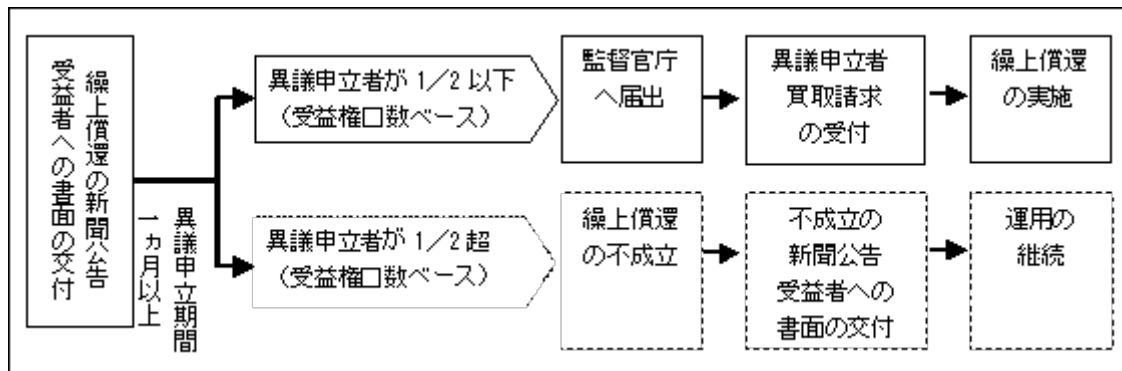 繰上償還の新聞公告
受益者への書面の交付
異議申立期間
一ヵ月以上
異議申立者が1/2以下
(受益権口数ベース)
監督官庁
へ届出
異議申立者
買取請求
の受付
繰上償還
の実施
異議申立者が1/2超
(受益権口数ベース)
繰上償還
の不成立
不成立の
新聞公告
受益者への
書面の交付
運用の
継続